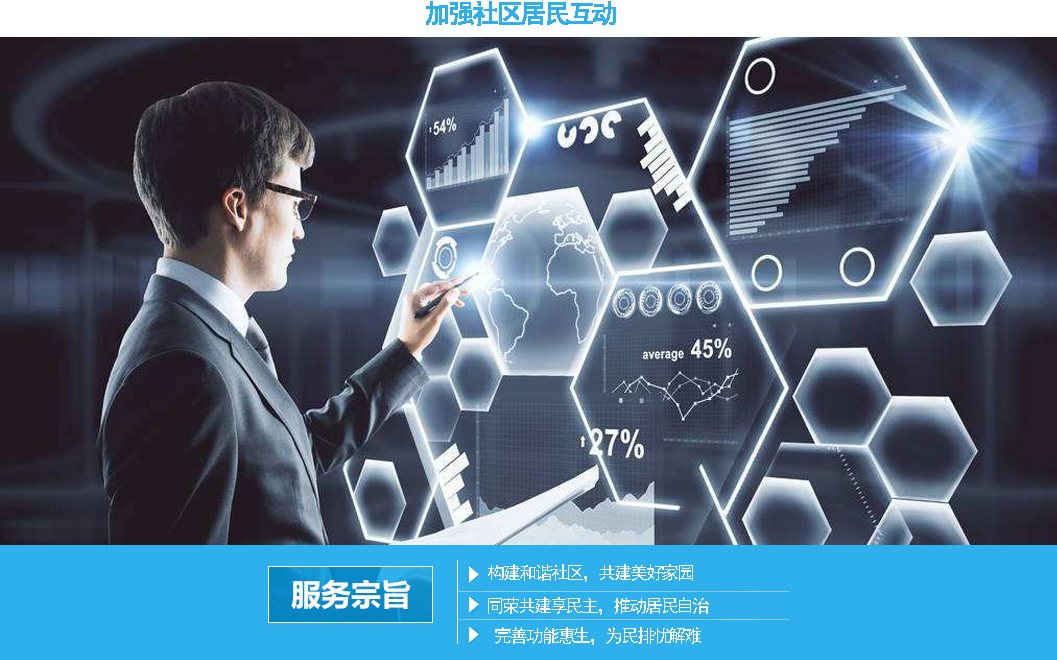 加强社区居民互动
↑54%
average 45%
↑27%
服务宗旨
构建和谐社区，共建美好家园
同荣共建享民主，推动居民自治
完善功能惠生，为民排忧解难